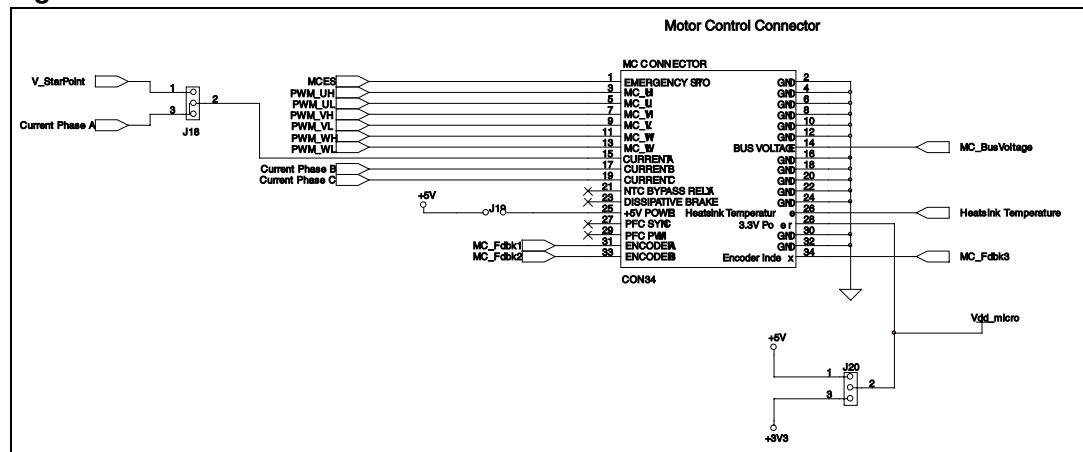 Motor Control Connector
MC CONNECTOR
V_StarPoint
Current Phase A
1
2
3
J18
MCES
PWM_UH
PWM_UL
PWM_VH
PWM_VL
PWM_WH
PWM_WL
Current Phase B
Current Phase C
+5V
J19
MC_Fdbk1
MC_Fdbk2
1 EMERGENCY STO GND 2
3 MC_UH GND 4
5 MC_UL GND 6
7 MC_VH GND 8
9 MC_VL GND 10
11 MC_WH GND 12
13 MC_WL BUS VOLTAGE 14
15 CURRENT A GND 16
17 CURRENT B GND 18
19 CURRENT C GND 20
21 NTC BYPASS RELAY GND 22
23 DISSIPATIVE BRAKE GND 24
25 +5V POWER Heatsink Temperatur e 26
27 PFC SYNC 3.3V Po er 28
29 PFC PWM GND 30
31 ENCODER A GND 32
33 ENCODER B Encoder Inde x 34
CON34
MC_BusVoltage
Heatsink Temperature
MC_Fdbk3
Vdd_micro
+5V
J20
1
2
3
+3V3